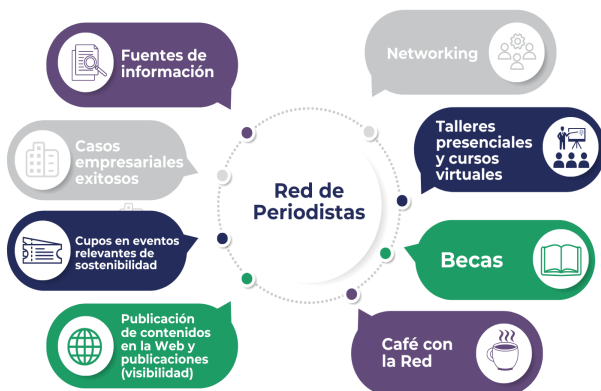 Fuentes de
información
Networking
Casos
empresariales
exitosos
Talleres
presenciales
y cursos
virtuales
Red de
Periodistas
Cupos en eventos
relevantes de
sostenibilidad
Becas
Publicación
de contenidos
en la Web y
publicaciones
(visibilidad)
Café con
la Red